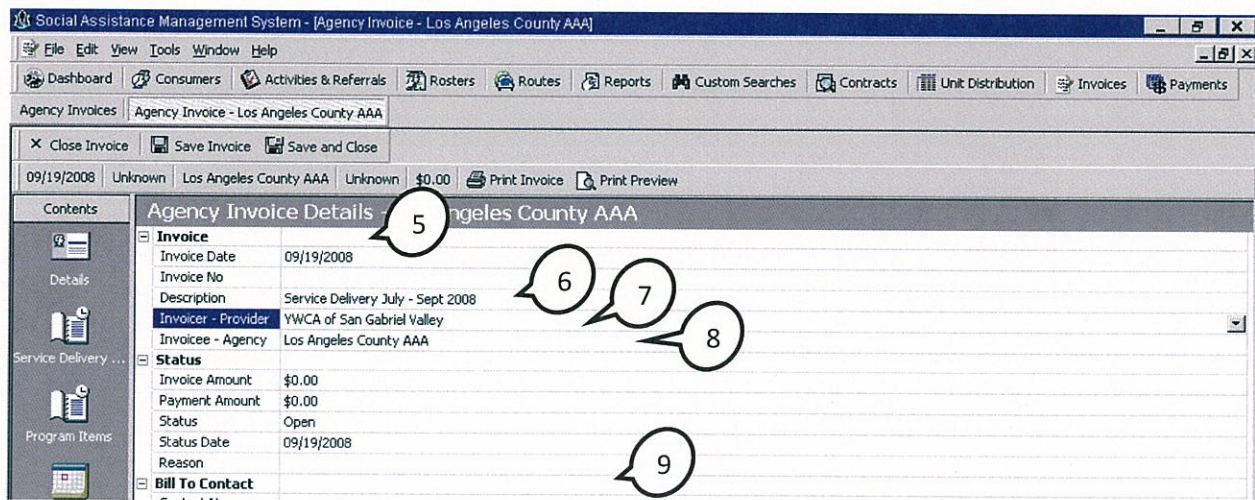 Social Assistance Management System - [Agency Invoice - Los Angeles County AAA]
File Edit View Tools Window Help
Dashboard Consumers Activities & Referrals Rosters Routes Reports Custom Searches Contracts Unit Distribution Invoices Payments
Agency Invoices Agency Invoice - Los Angeles County AAA
X Close Invoice Save Invoice Save and Close
09/19/2008 Unknown Los Angeles County AAA Unknown $0.00 Print Invoice Print Preview
Contents Agency Invoice Details - ngeles County AAA
5
Invoice
Invoice Date 09/19/2008
Details
Invoice No
6
Description Service Delivery July - Sept 2008
7
Invoicer - Provider YWCA of San Gabriel Valley
Invoicee - Agency Los Angeles County AAA
8
Service Delivery ...
Status
Invoice Amount $0.00
Payment Amount $0.00
Status Open
Program Items
Status Date 09/19/2008
Reason
9
Bill To Contact